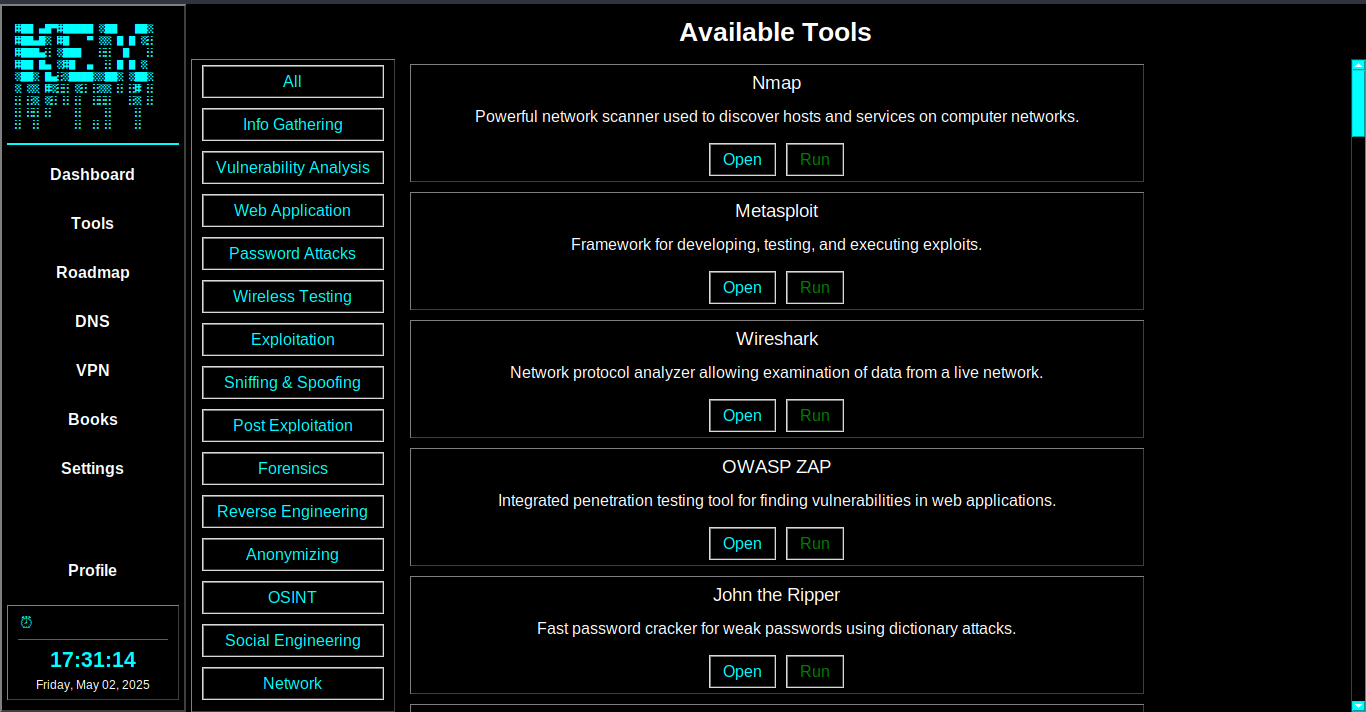 Available Tools
Dashboard
Tools
Roadmap
DNS
VPN
Books
Settings
Profile
17:31:14
Friday, May 02, 2025
All
Info Gathering
Vulnerability Analysis
Web Application
Password Attacks
Wireless Testing
Exploitation
Sniffing & Spoofing
Post Exploitation
Forensics
Reverse Engineering
Anonymizing
OSINT
Social Engineering
Network
Nmap
Powerful network scanner used to discover hosts and services on computer networks.
Open Run
Metasploit
Framework for developing, testing, and executing exploits.
Open Run
Wireshark
Network protocol analyzer allowing examination of data from a live network.
Open Run
OWASP ZAP
Integrated penetration testing tool for finding vulnerabilities in web applications.
Open Run
John the Ripper
Fast password cracker for weak passwords using dictionary attacks.
Open Run